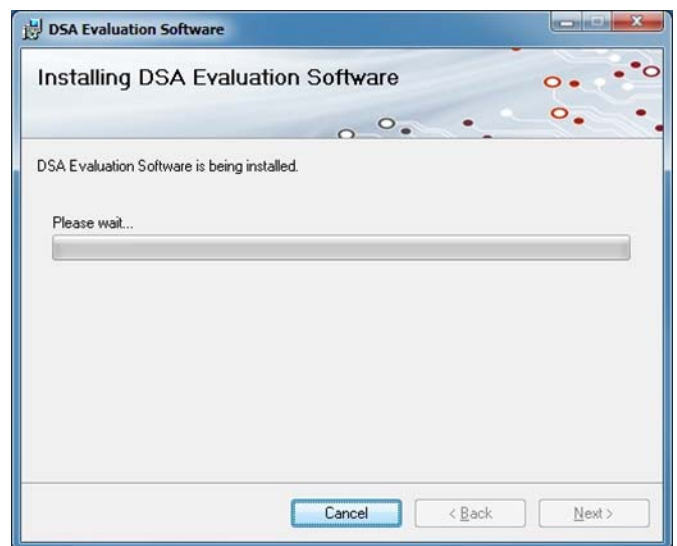 DSA Evaluation Software
Installing DSA Evaluation Software
DSA Evaluation Software is being installed.
Please wait...
Cancel
< Back
Next >